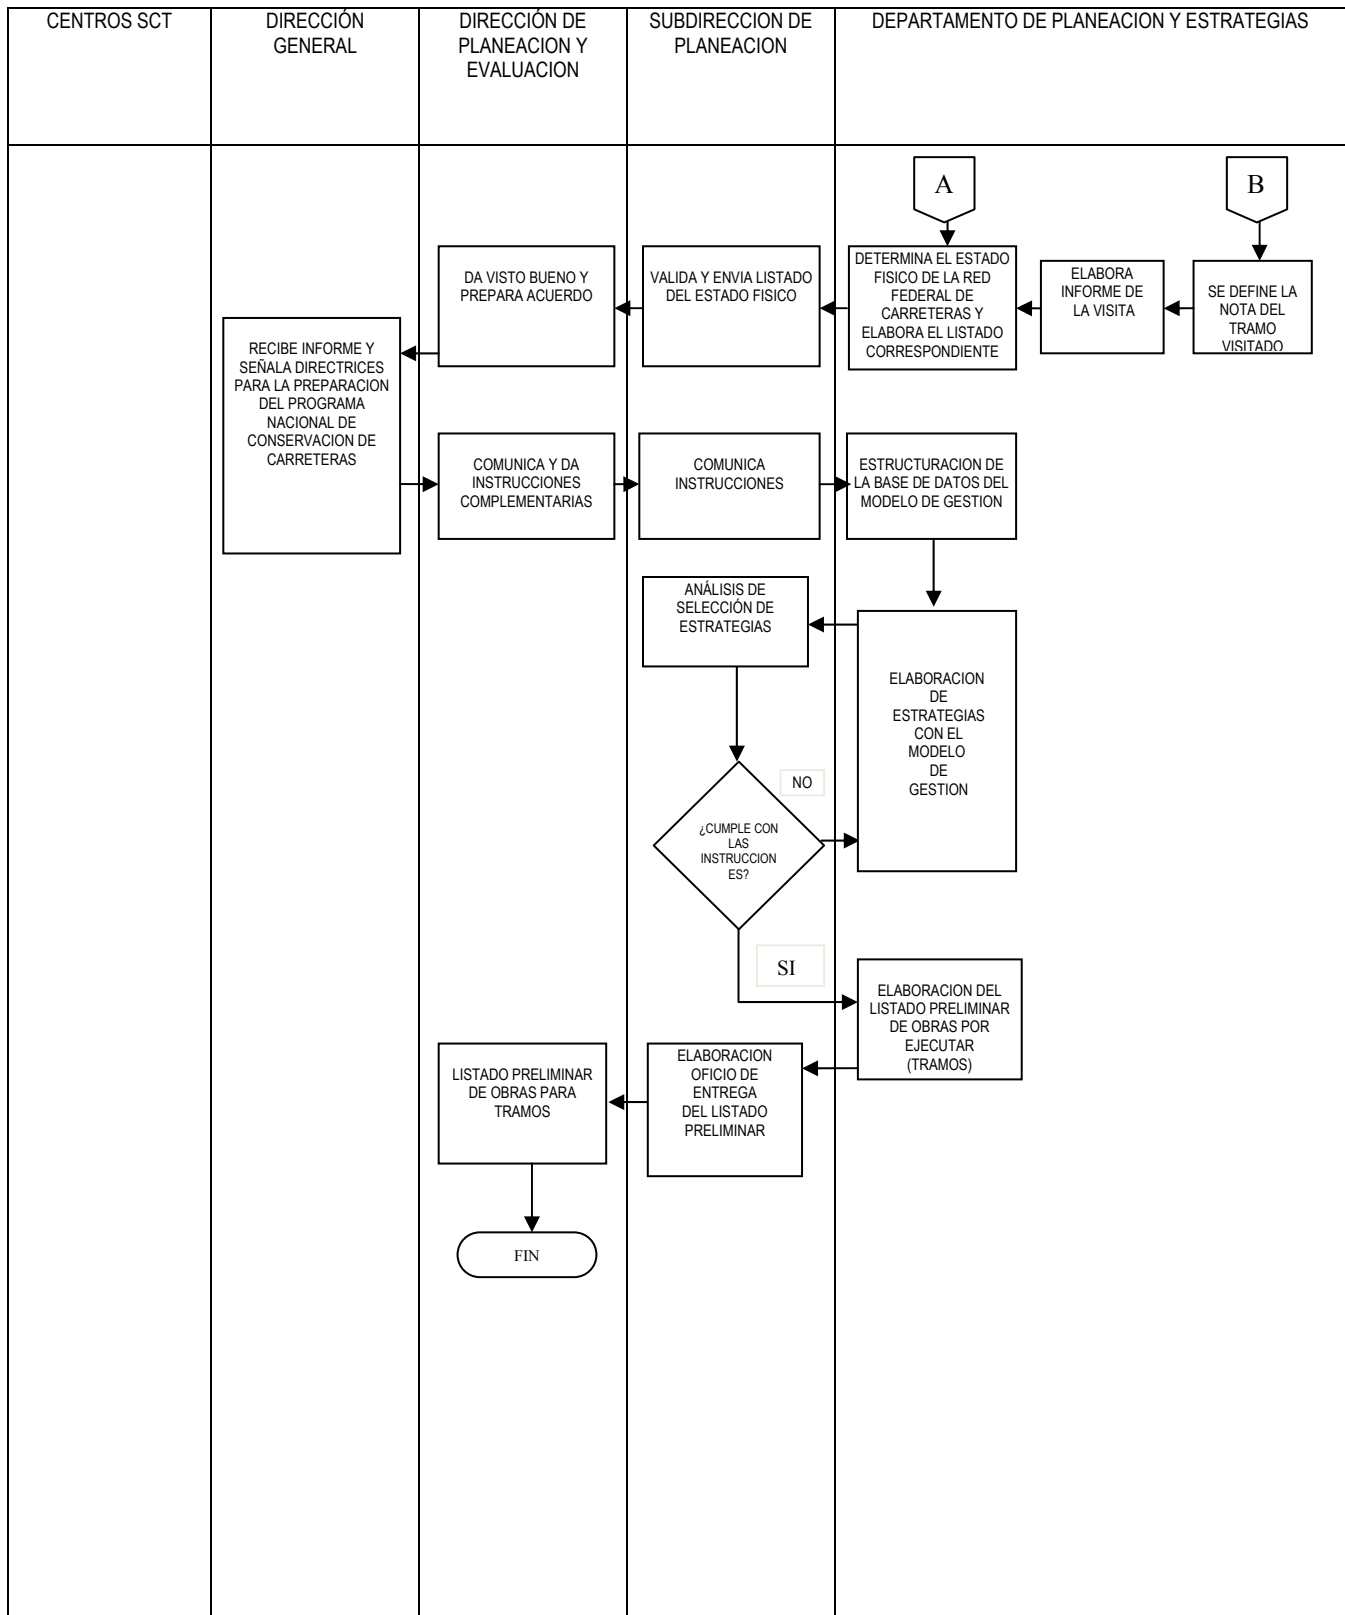 CENTROS SCT
DIRECCIÓN
GENERAL
DIRECCIÓN DE
PLANEACION Y
EVALUACION
SUBDIRECCION DE
PLANEACION
DEPARTAMENTO DE PLANEACION Y ESTRATEGIAS
A
B
SE DEFINE LA
NOTA DEL
TRAMO
VISITADO
ELABORA
INFORME DE
LA VISITA
DETERMINA EL ESTADO
FISICO DE LA RED
FEDERAL DE
CARRETERAS Y
ELABORA EL LISTADO
CORRESPONDIENTE
VALIDA Y ENVIA LISTADO
DEL ESTADO FISICO
DA VISTO BUENO Y
PREPARA ACUERDO
RECIBE INFORME Y
SEÑALA DIRECTRICES
PARA LA PREPARACION
DEL PROGRAMA
NACIONAL DE
CONSERVACION DE
CARRETERAS
COMUNICA Y DA
INSTRUCCIONES
COMPLEMENTARIAS
COMUNICA
INSTRUCCIONES
ESTRUCTURACION DE
LA BASE DE DATOS DEL
MODELO DE GESTION
ELABORACION
DE
ESTRATEGIAS
CON EL
MODELO
DE
GESTION
ANÁLISIS DE
SELECCIÓN DE
ESTRATEGIAS
¿CUMPLE CON
LAS
INSTRUCCION
ES?
NO
SI
ELABORACION DEL
LISTADO PRELIMINAR
DE OBRAS POR
EJECUTAR
(TRAMOS)
ELABORACION
OFICIO DE
ENTREGA
DEL LISTADO
PRELIMINAR
LISTADO PRELIMINAR
DE OBRAS PARA
TRAMOS
FIN